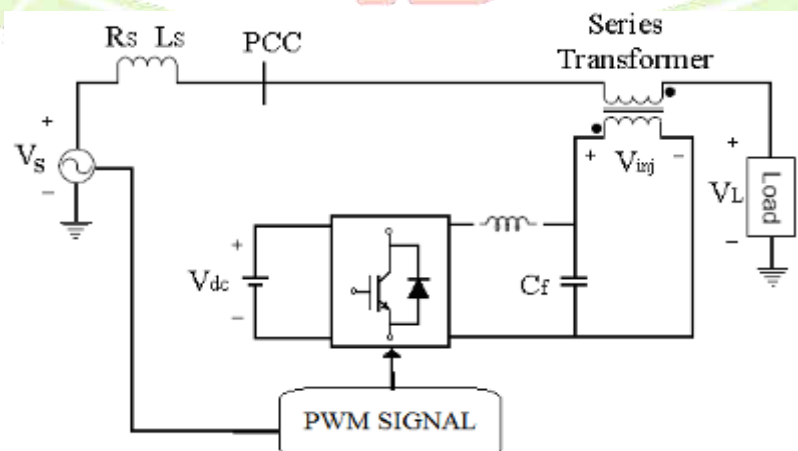 Series
Transformer
Rs Ls
PCC
+
Vs
−
+ Vinj −
+
VL
−
Load
+
Vdc
−
Cf
PWM SIGNAL